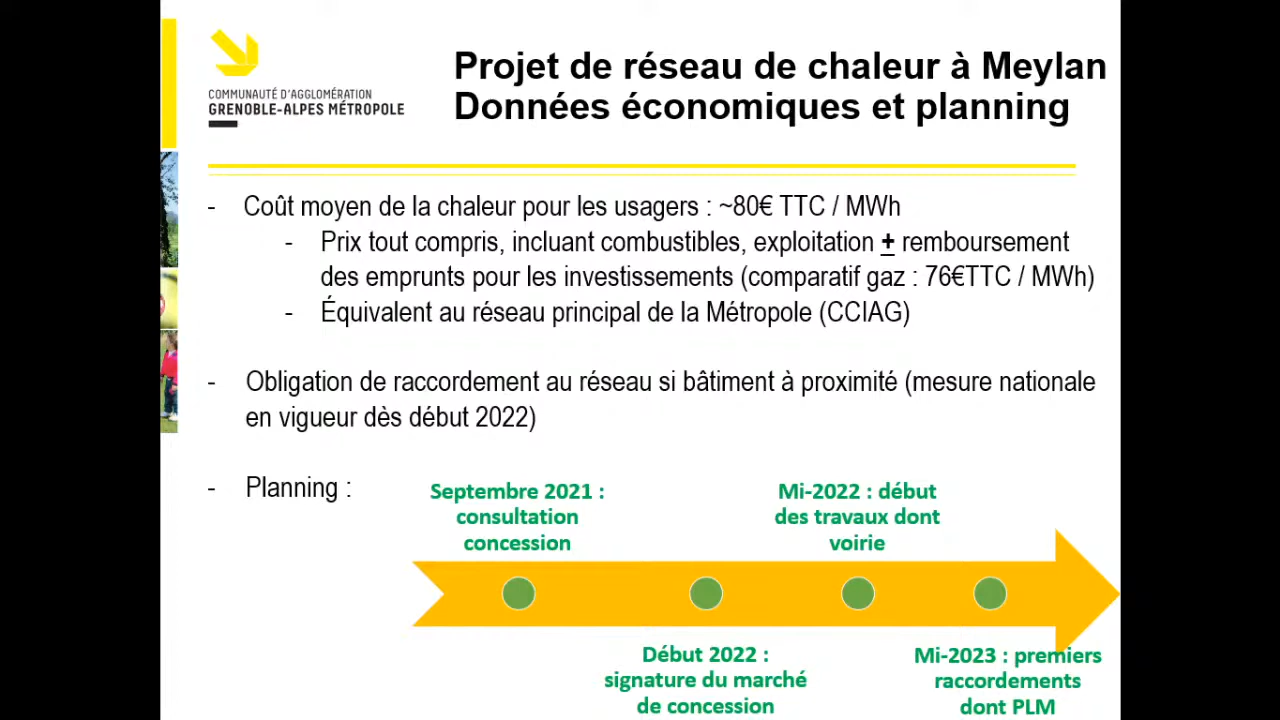 COMMUNAUTÉ D'AGGLOMÉRATION
GRENOBLE-ALPES MÉTROPOLE
Projet de réseau de chaleur à Meylan
Données économiques et planning
- Coût moyen de la chaleur pour les usagers : ~80€ TTC / MWh
- Prix tout compris, incluant combustibles, exploitation + remboursement
des emprunts pour les investissements (comparatif gaz : 76€TTC / MWh)
- Équivalent au réseau principal de la Métropole (CCIAG)
- Obligation de raccordement au réseau si bâtiment à proximité (mesure nationale
en vigueur dès début 2022)
- Planning :
Septembre 2021 :
consultation
concession
Début 2022 :
signature du marché
de concession
Mi-2022 : début
des travaux dont
voirie
Mi-2023 : premiers
raccordements
dont PLM